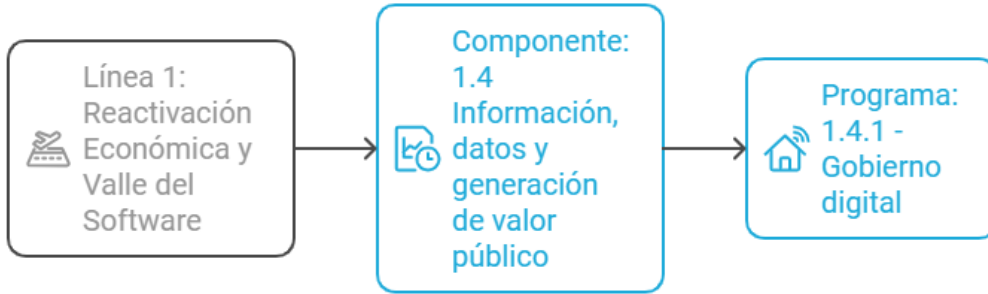 Línea 1:
Reactivación
Económica y
Valle del
Software
Componente:
1.4
Información,
datos y
generación
de valor
público
Programa:
1.4.1 -
Gobierno
digital